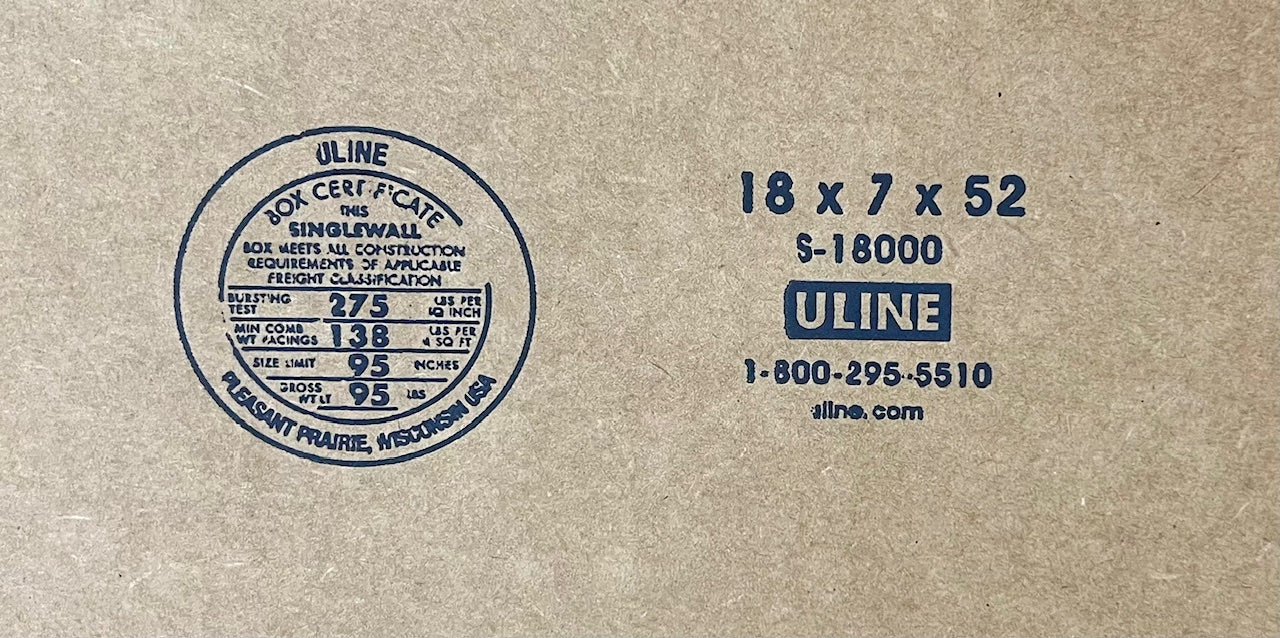 ULINE
BOX CERTIFICATE
THIS
SINGLEWALL
BOX MEETS ALL CONSTRUCTION
REQUIREMENTS OF APPLICABLE
FREIGHT CLASSIFICATION
BURSTING TEST 275 LBS PER SQ INCH
MIN COMB WT FACINGS 138 LBS PER M SQ FT
SIZE LIMIT 95 INCHES
GROSS WT LT 95 LBS
PLEASANT PRAIRIE, WISCONSIN USA
18 x 7 x 52
S-18000
ULINE
1-800-295-5510
uline.com